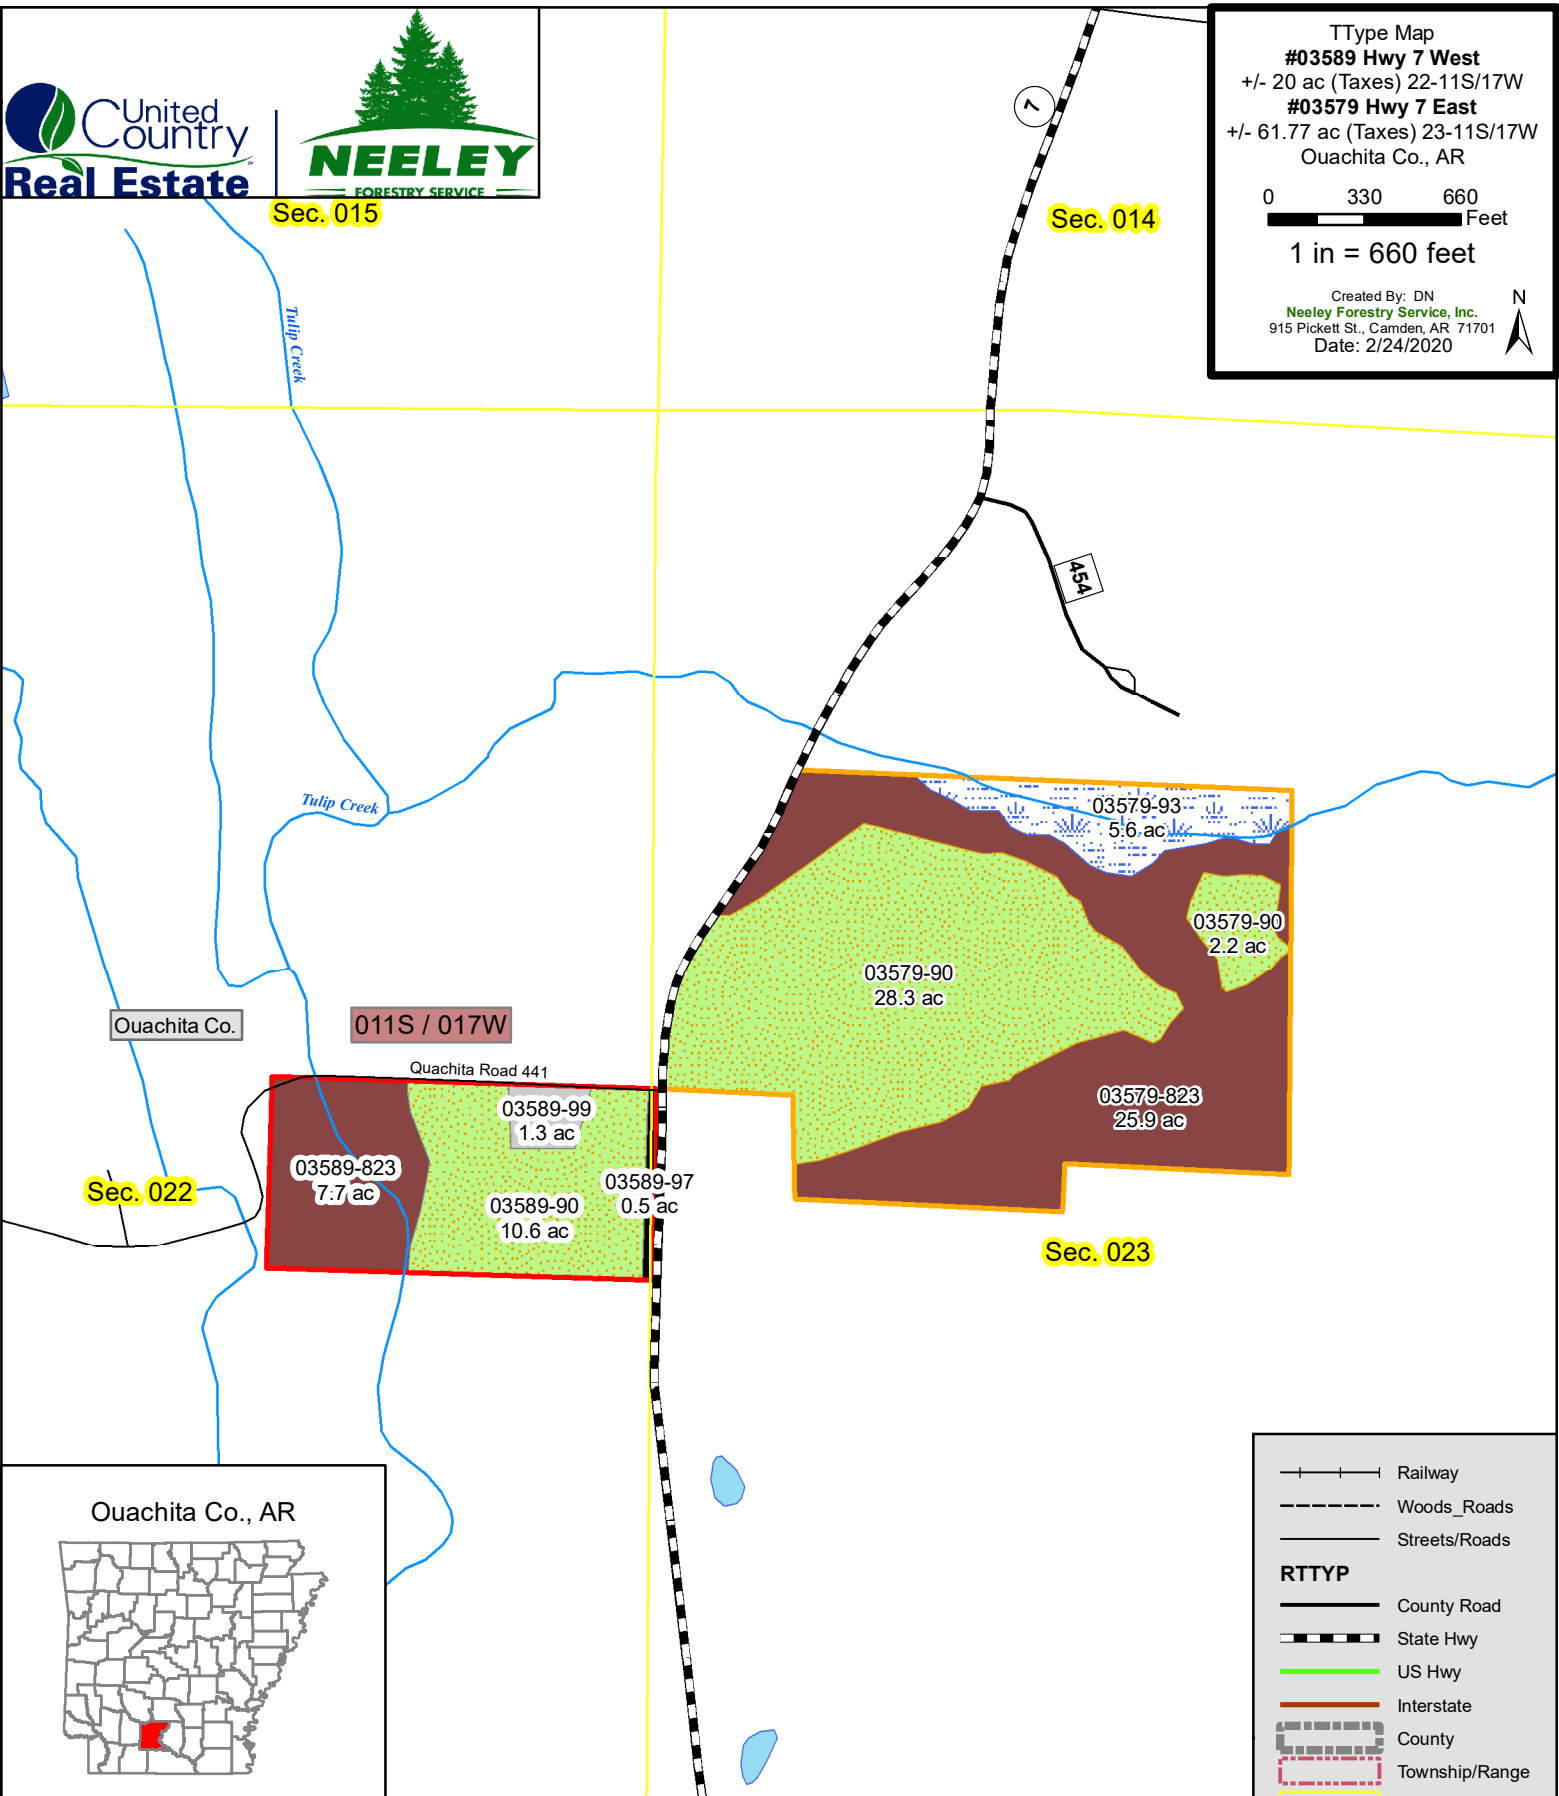 United
Country
Real Estate
NEELEY
FORESTRY SERVICE
TType Map
#03589 Hwy 7 West
+/- 20 ac (Taxes) 22-11S/17W
#03579 Hwy 7 East
+/- 61.77 ac (Taxes) 23-11S/17W
Ouachita Co., AR
0 330 660
Feet
1 in = 660 feet
Created By: DN
Neeley Forestry Service, Inc.
915 Pickett St., Camden, AR 71701
Date: 2/24/2020
N
7
Sec. 015
Sec. 014
Tulip Creek
454
Tulip Creek
03579-93
5.6 ac
03579-90
2.2 ac
03579-90
28.3 ac
Ouachita Co.
011S / 017W
Quachita Road 441
03579-823
25.9 ac
03589-99
1.3 ac
03589-823
7.7 ac
03589-97
0.5 ac
03589-90
10.6 ac
Sec. 022
Sec. 023
Ouachita Co., AR
Railway
Woods_Roads
Streets/Roads
RTTYP
County Road
State Hwy
US Hwy
Interstate
County
Township/Range